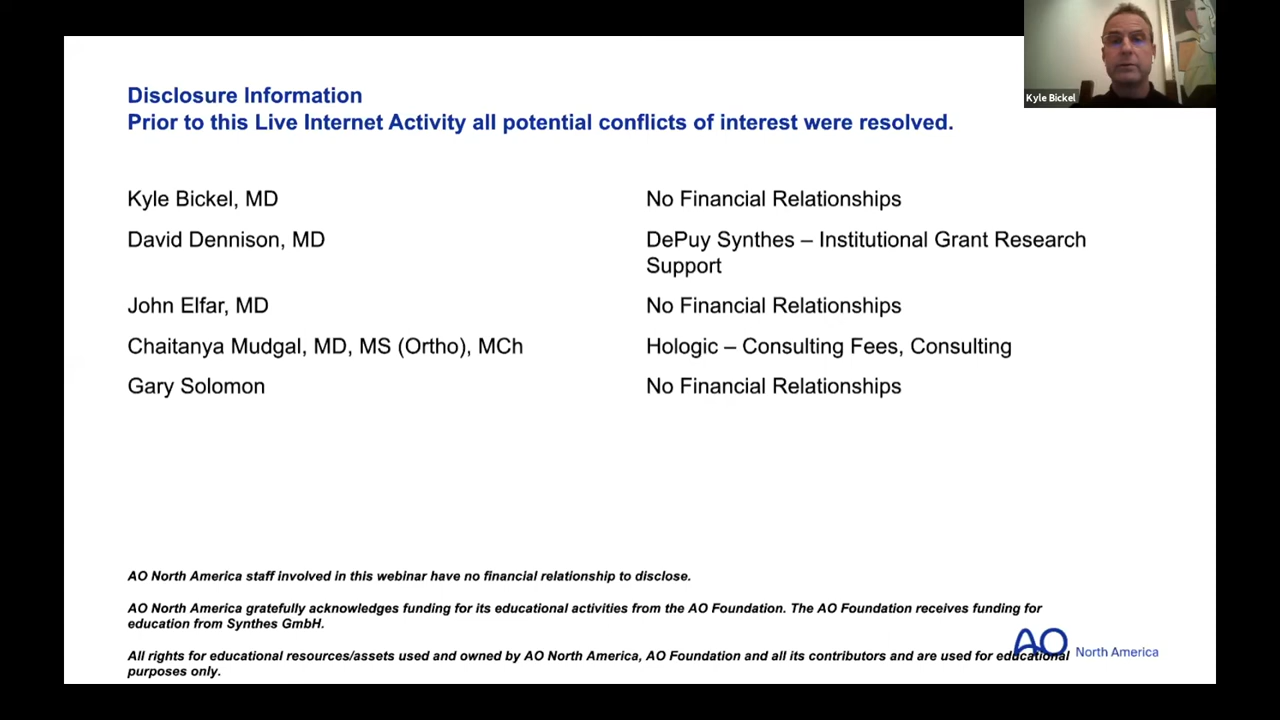 Disclosure Information
Prior to this Live Internet Activity all potential conflicts of interest were resolved.
Kyle Bickel
Kyle Bickel, MD No Financial Relationships
David Dennison, MD DePuy Synthes – Institutional Grant Research
Support
John Elfar, MD No Financial Relationships
Chaitanya Mudgal, MD, MS (Ortho), MCh Hologic – Consulting Fees, Consulting
Gary Solomon No Financial Relationships
AO North America staff involved in this webinar have no financial relationship to disclose.
AO North America gratefully acknowledges funding for its educational activities from the AO Foundation. The AO Foundation receives funding for
education from Synthes GmbH.
All rights for educational resources/assets used and owned by AO North America, AO Foundation and all its contributors and are used for educational
purposes only.
AO North America